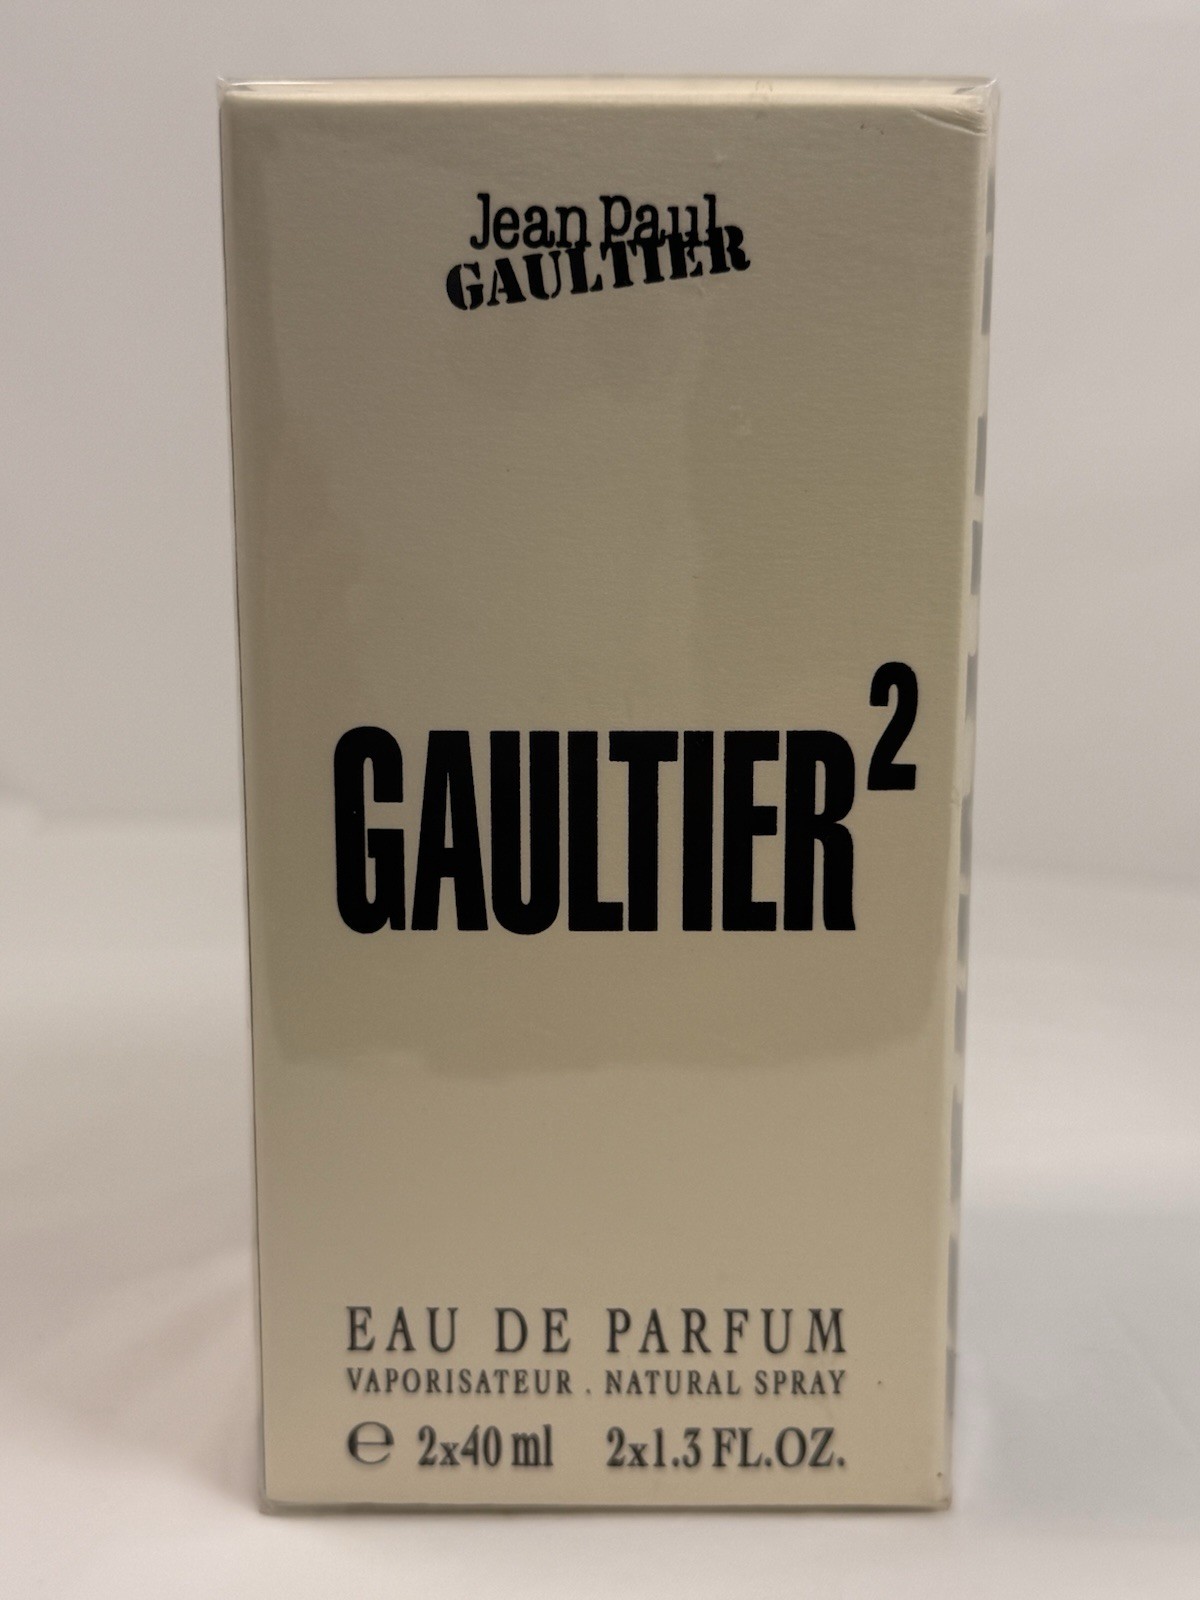 Jean Paul
GAULTIER
GAULTIER²
EAU DE PARFUM
VAPORISATEUR . NATURAL SPRAY
℮ 2x40 ml 2x1.3 FL.OZ.